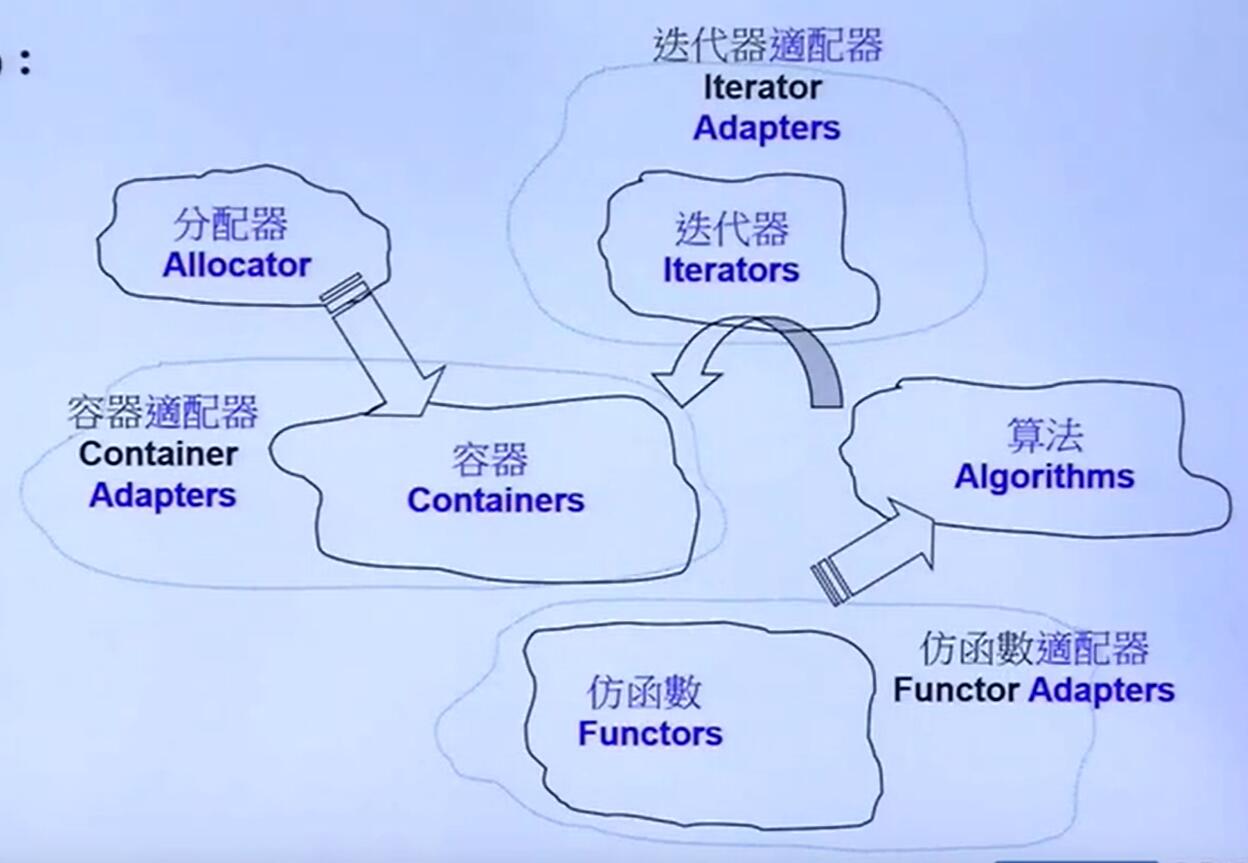 :
迭代器適配器
Iterator
Adapters
分配器
Allocator
迭代器
Iterators
容器適配器
Container
Adapters
容器
Containers
算法
Algorithms
仿函數
Functors
仿函數適配器
Functor Adapters